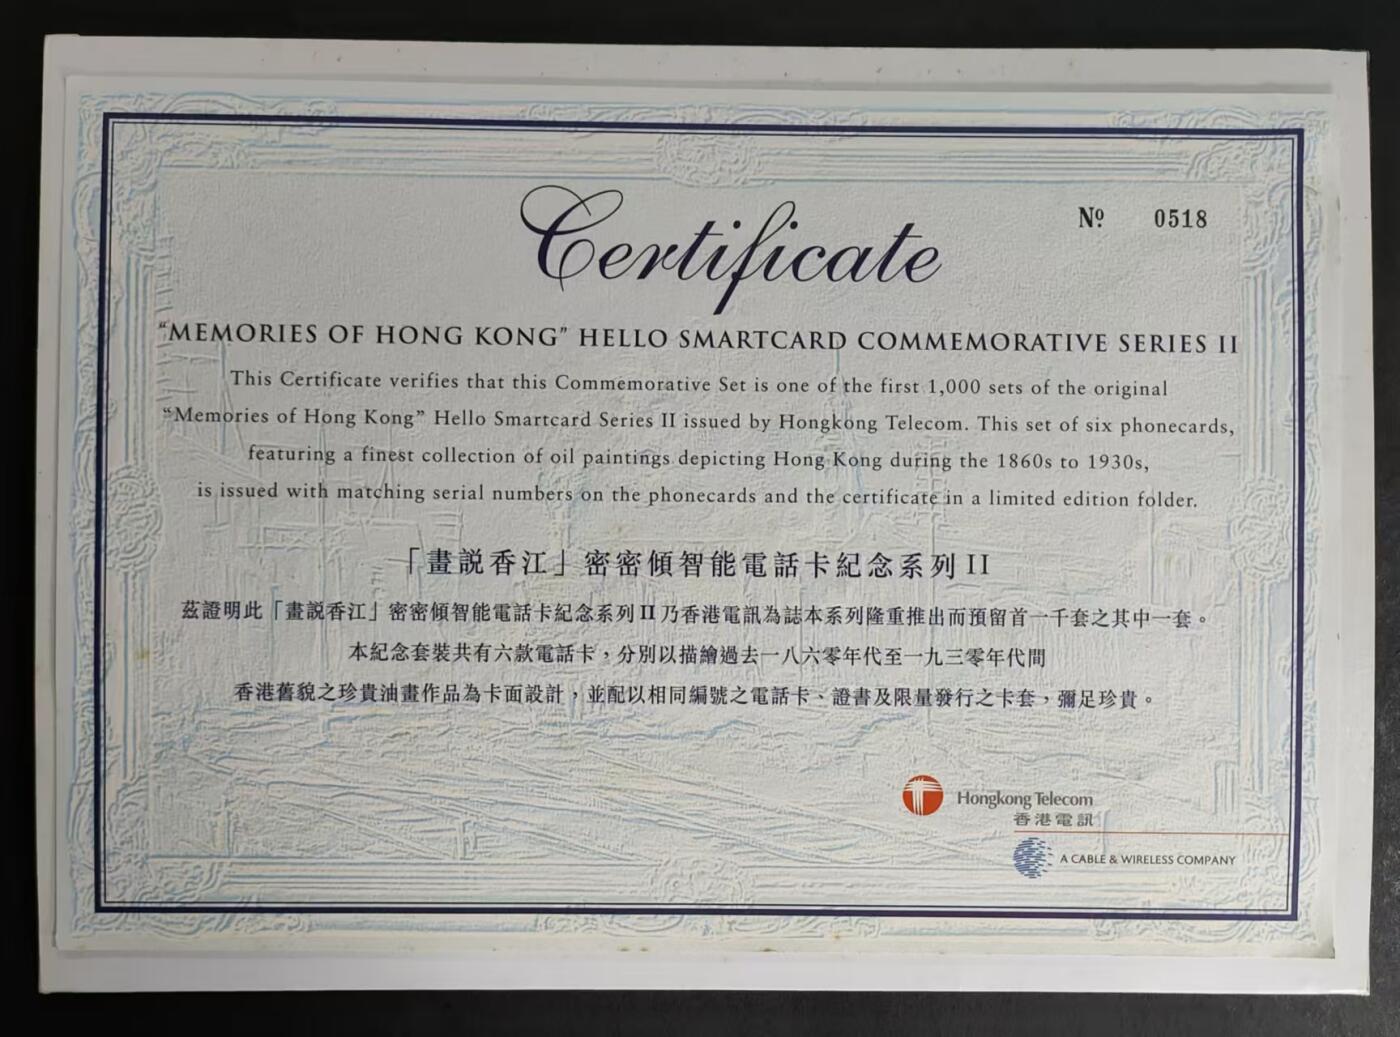 Certificate
Nº 0518
“MEMORIES OF HONG KONG” HELLO SMARTCARD COMMEMORATIVE SERIES II
This Certificate verifies that this Commemorative Set is one of the first 1,000 sets of the original
“Memories of Hong Kong” Hello Smartcard Series II issued by Hongkong Telecom. This set of six phonecards,
featuring a finest collection of oil paintings depicting Hong Kong during the 1860s to 1930s,
is issued with matching serial numbers on the phonecards and the certificate in a limited edition folder.
「畫説香江」密密傾智能電話卡紀念系列 II
茲證明此「畫説香江」密密傾智能電話卡紀念系列 II 乃香港電訊為誌本系列隆重推出而預留首一千套之其中一套。
本紀念套裝共有六款電話卡，分別以描繪過去一八六零年代至一九三零年代間
香港舊貌之珍貴油畫作品為卡面設計，並配以相同編號之電話卡、證書及限量發行之卡套，彌足珍貴。
Hongkong Telecom
香港電訊
A CABLE & WIRELESS COMPANY